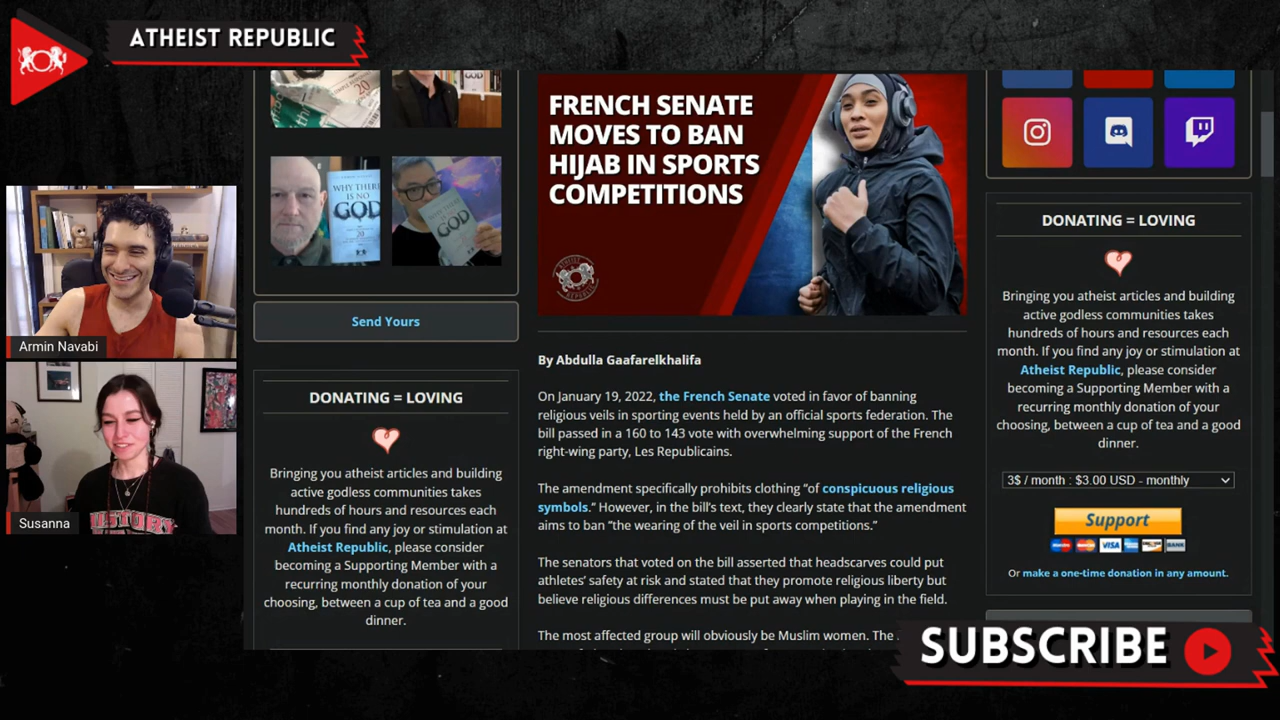 ATHEIST REPUBLIC
FRENCH SENATE
MOVES TO BAN
HIJAB IN SPORTS
COMPETITIONS
WHY THERE
IS NO
GOD
20
Send Yours
DONATING = LOVING
Bringing you atheist articles and building
active godless communities takes
hundreds of hours and resources each
month. If you find any joy or stimulation at
Atheist Republic, please consider
becoming a Supporting Member with a
recurring monthly donation of your
choosing, between a cup of tea and a good
dinner.
By Abdulla Gaafarelkhalifa
On January 19, 2022, the French Senate voted in favor of banning
religious veils in sporting events held by an official sports federation. The
bill passed in a 160 to 143 vote with overwhelming support of the French
right-wing party, Les Republicains.
The amendment specifically prohibits clothing “of conspicuous religious
symbols.” However, in the bill’s text, they clearly state that the amendment
aims to ban “the wearing of the veil in sports competitions.”
The senators that voted on the bill asserted that headscarves could put
athletes’ safety at risk and stated that they promote religious liberty but
believe religious differences must be put away when playing in the field.
The most affected group will obviously be Muslim women. The
DONATING = LOVING
Bringing you atheist articles and building
active godless communities takes
hundreds of hours and resources each
month. If you find any joy or stimulation at
Atheist Republic, please consider
becoming a Supporting Member with a
recurring monthly donation of your
choosing, between a cup of tea and a good
dinner.
3$ / month : $3.00 USD - monthly
Support
VISA
BANK
Or make a one-time donation in any amount.
Armin Navabi
Susanna
HISTORY
SUBSCRIBE